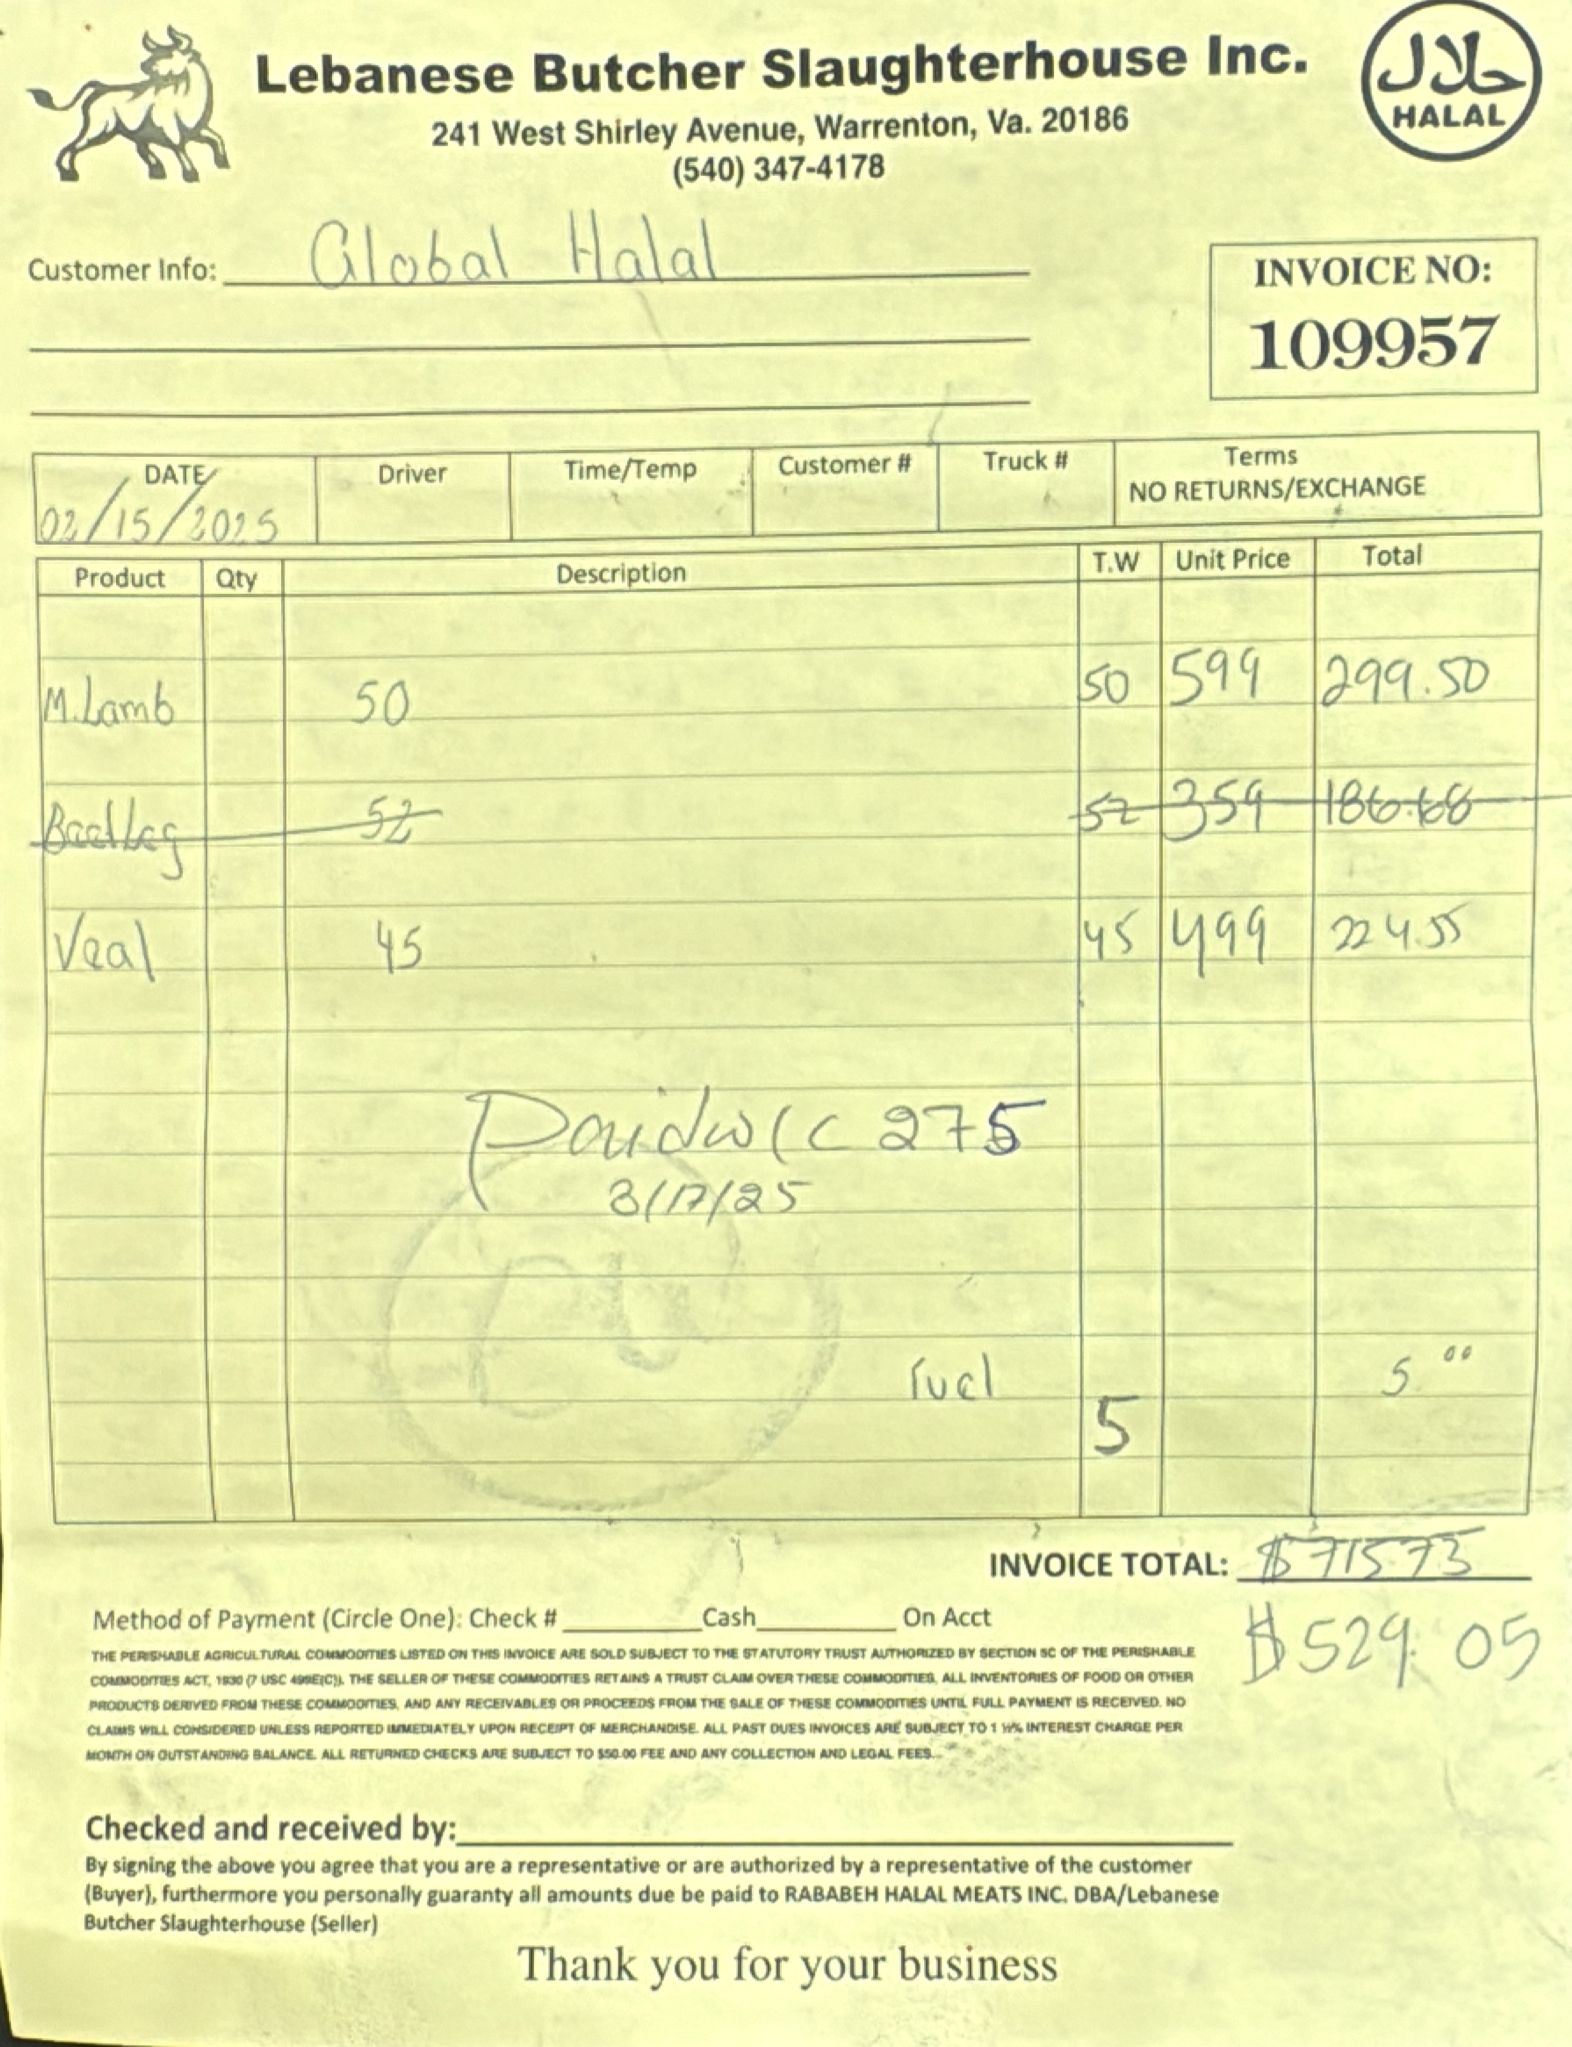 Lebanese Butcher Slaughterhouse Inc.
241 West Shirley Avenue, Warrenton, Va. 20186
(540) 347-4178
حلال
HALAL
Customer Info: Global Halal
INVOICE NO:
109957
DATE Driver Time/Temp Customer # Truck # Terms
NO RETURNS/EXCHANGE
02/15/2025
Product Qty Description T.W Unit Price Total
M.Lamb 50 50 599 299.50
52 52 359 186.68
Veal 45 45 499 224.55
Paid w 275
3/17/25
Fuel 5.00
5
INVOICE TOTAL: $715.73
$529.05
Method of Payment (Circle One): Check # Cash On Acct
THE PERISHABLE AGRICULTURAL COMMODITIES LISTED ON THIS INVOICE ARE SOLD SUBJECT TO THE STATUTORY TRUST AUTHORIZED BY SECTION 5C OF THE PERISHABLE
COMMODITIES ACT, 1930 (7 USC 499E(C)). THE SELLER OF THESE COMMODITIES RETAINS A TRUST CLAIM OVER THESE COMMODITIES, ALL INVENTORIES OF FOOD OR OTHER
PRODUCTS DERIVED FROM THESE COMMODITIES, AND ANY RECEIVABLES OR PROCEEDS FROM THE SALE OF THESE COMMODITIES UNTIL FULL PAYMENT IS RECEIVED. NO
CLAIMS WILL CONSIDERED UNLESS REPORTED IMMEDIATELY UPON RECEIPT OF MERCHANDISE. ALL PAST DUES INVOICES ARE SUBJECT TO 1 ½% INTEREST CHARGE PER
MONTH ON OUTSTANDING BALANCE. ALL RETURNED CHECKS ARE SUBJECT TO $50.00 FEE AND ANY COLLECTION AND LEGAL FEES.
Checked and received by:
By signing the above you agree that you are a representative or are authorized by a representative of the customer
(Buyer), furthermore you personally guaranty all amounts due be paid to RABABEH HALAL MEATS INC. DBA/Lebanese
Butcher Slaughterhouse (Seller)
Thank you for your business